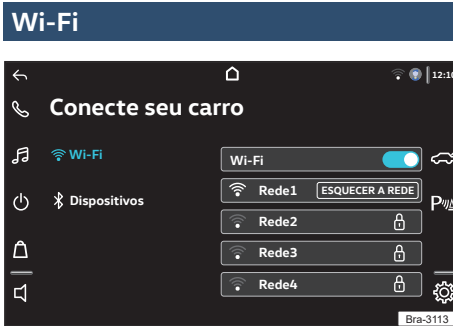 Wi-Fi
12:10
Conecte seu carro
Wi-Fi
Wi-Fi
Rede1 ESQUECER A REDE
Dispositivos
Rede2
Rede3
Rede4
Bra-3113